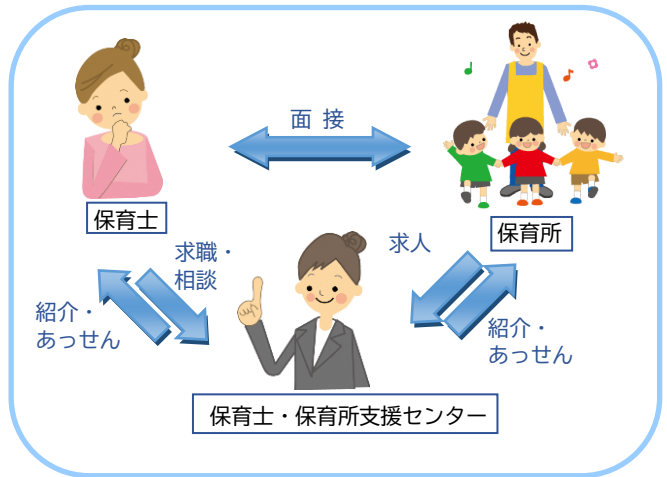 面 接
保育士
保育所
求職・
相談
求人
紹介・
あっせん
紹介・
あっせん
保育士・保育所支援センター